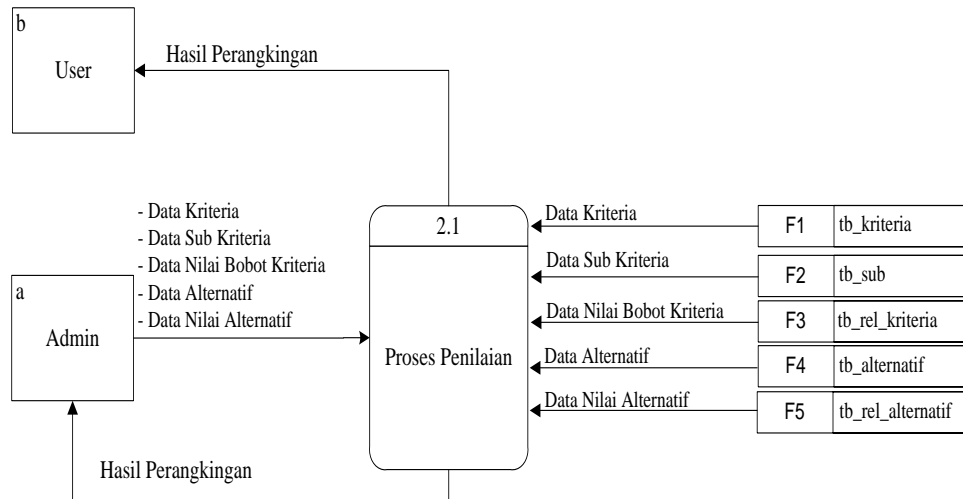 b
User
Hasil Perangkingan
- Data Kriteria
- Data Sub Kriteria
- Data Nilai Bobot Kriteria
- Data Alternatif
- Data Nilai Alternatif
a
Admin
2.1
Proses Penilaian
Data Kriteria
F1 tb_kriteria
Data Sub Kriteria
F2 tb_sub
Data Nilai Bobot Kriteria
F3 tb_rel_kriteria
Data Alternatif
F4 tb_alternatif
Data Nilai Alternatif
F5 tb_rel_alternatif
Hasil Perangkingan